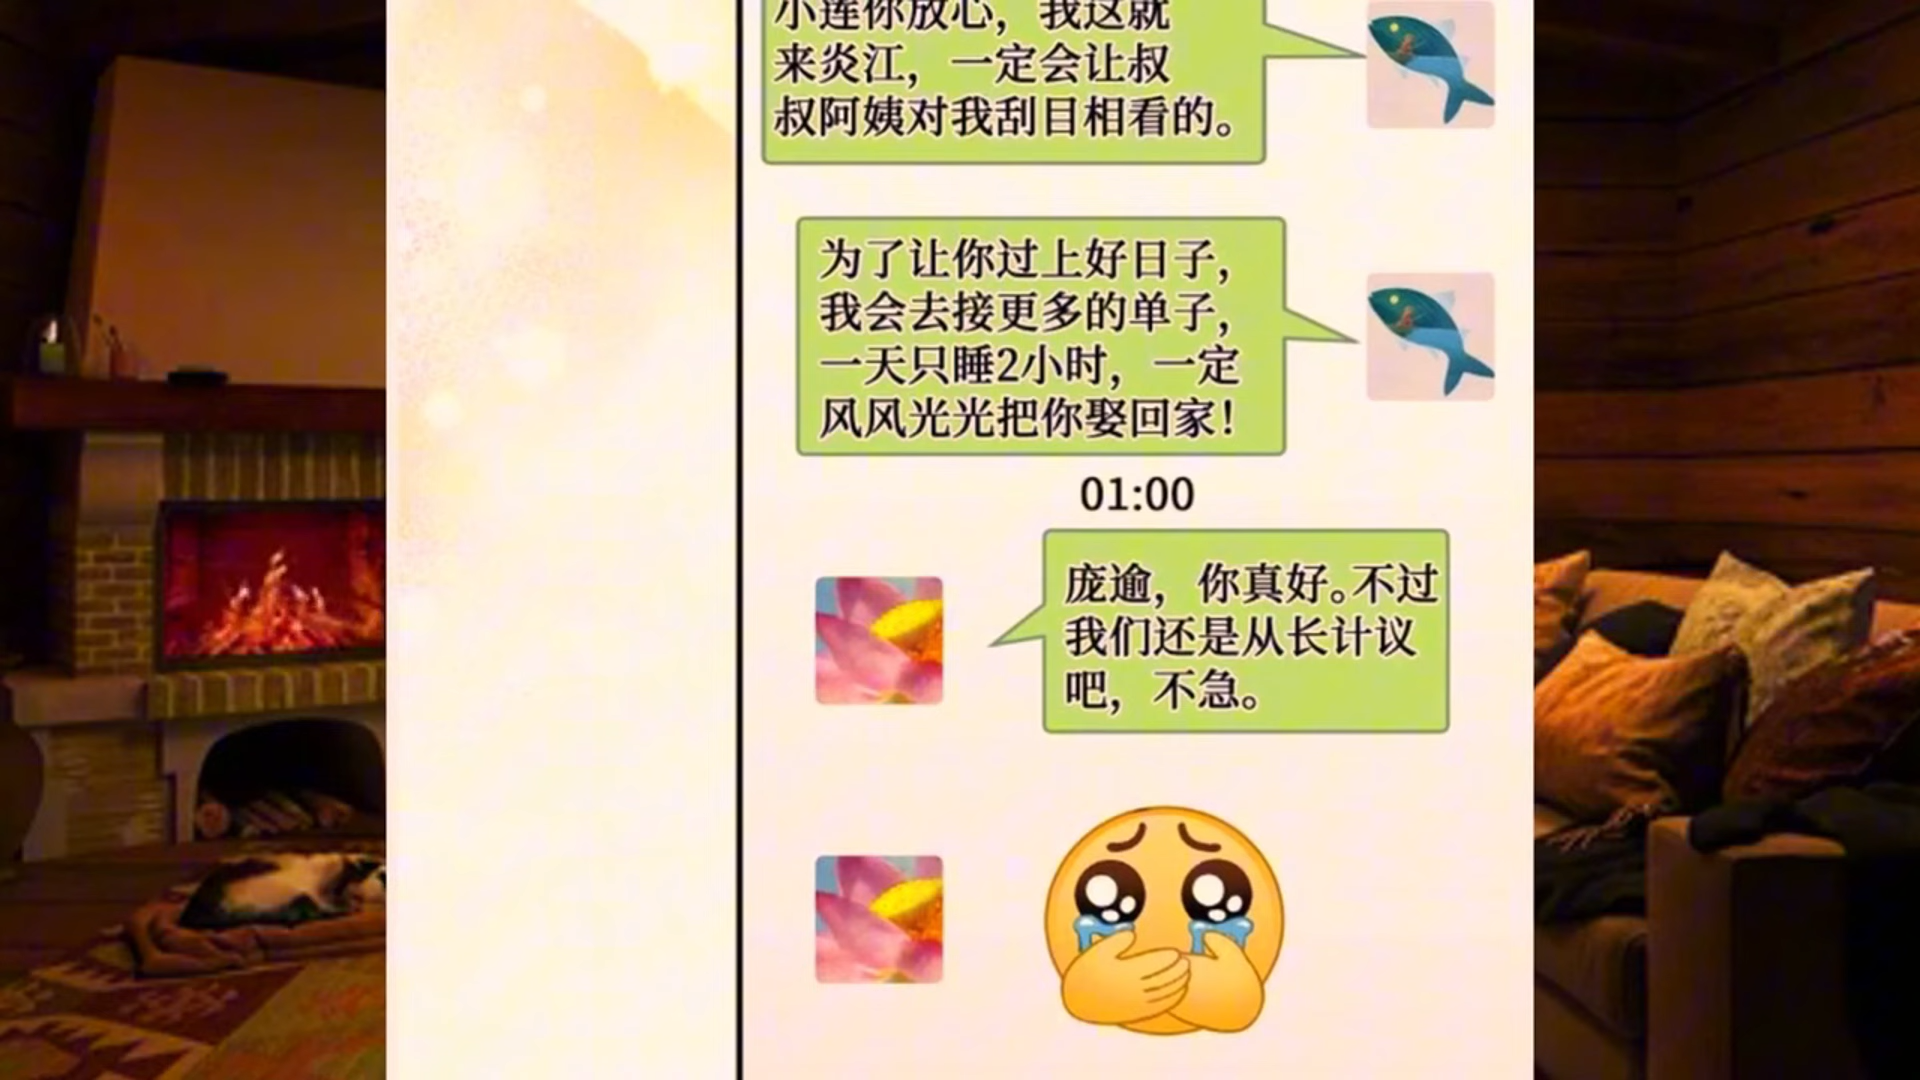 小莲你放心，我这就
来炎江，一定会让叔
叔阿姨对我刮目相看的。
为了让你过上好日子，
我会去接更多的单子，
一天只睡2小时，一定
风风光光把你娶回家！
01:00
庞逾，你真好。不过
我们还是从长计议
吧，不急。